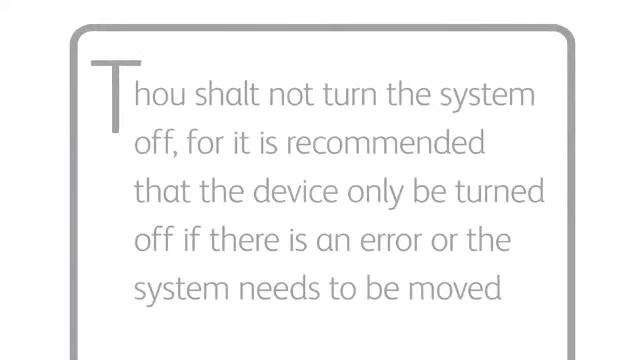 Thou shalt not turn the system
off, for it is recommended
that the device only be turned
off if there is an error or the
system needs to be moved